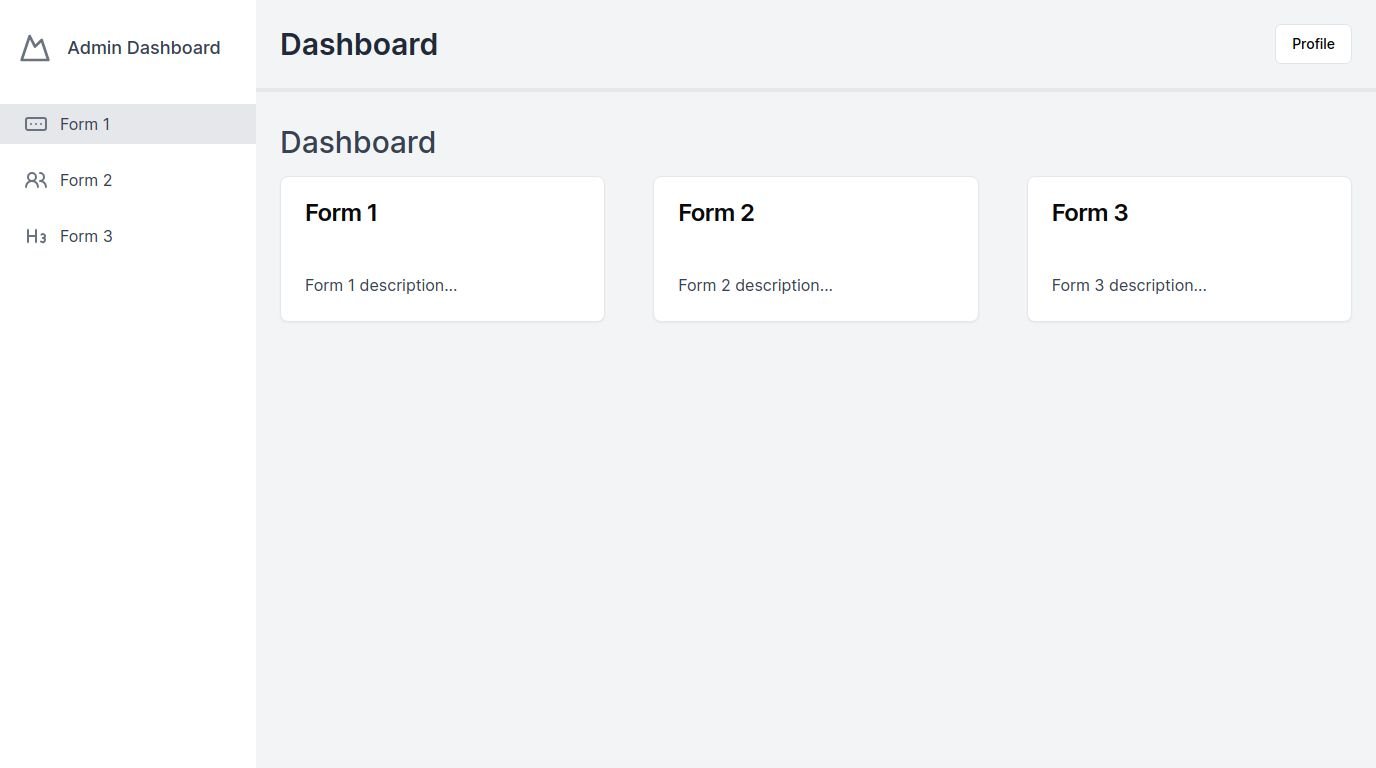 Admin Dashboard
Form 1
Form 2
H3
Form 3
Dashboard
Profile
Dashboard
Form 1
Form 1 description...
Form 2
Form 2 description...
Form 3
Form 3 description...